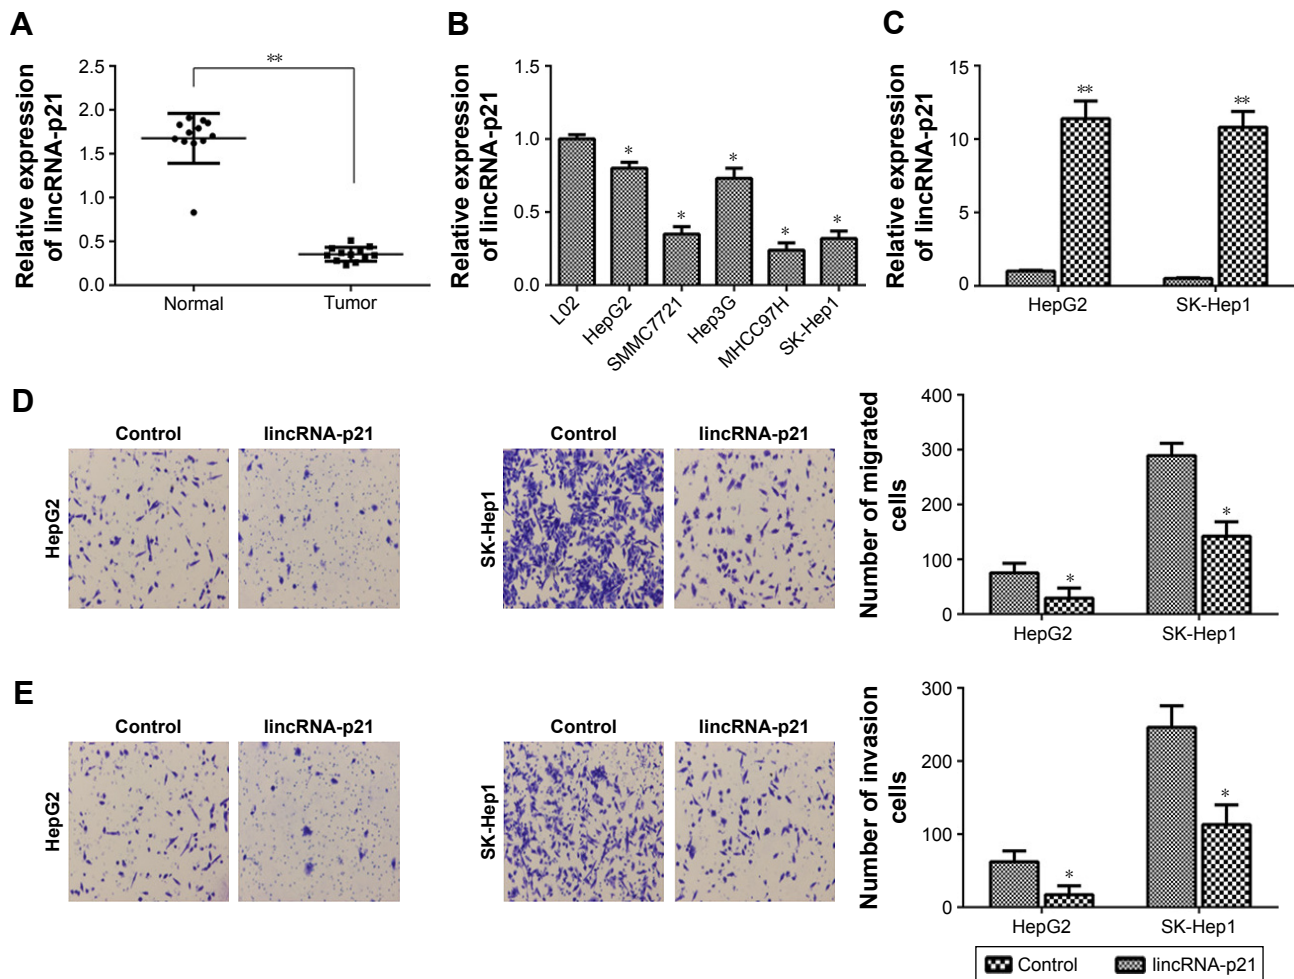 A
Relative expression
of lincRNA-p21
2.5
2.0
1.5
1.0
0.5
0.0
**
Normal
Tumor
B
Relative expression
of lincRNA-p21
1.5
1.0
0.5
0.0
*
*
*
*
*
L02
HepG2
SMMC7721
Hep3G
MHCC97H
SK-Hep1
C
Relative expression
of lincRNA-p21
15
10
5
0
**
**
HepG2
SK-Hep1
D
Control
lincRNA-p21
HepG2
Control
lincRNA-p21
SK-Hep1
Number of migrated
cells
400
300
200
100
0
*
*
HepG2
SK-Hep1
E
Control
lincRNA-p21
HepG2
Control
lincRNA-p21
SK-Hep1
Number of invasion
cells
300
200
100
0
*
*
HepG2
SK-Hep1
Control
lincRNA-p21